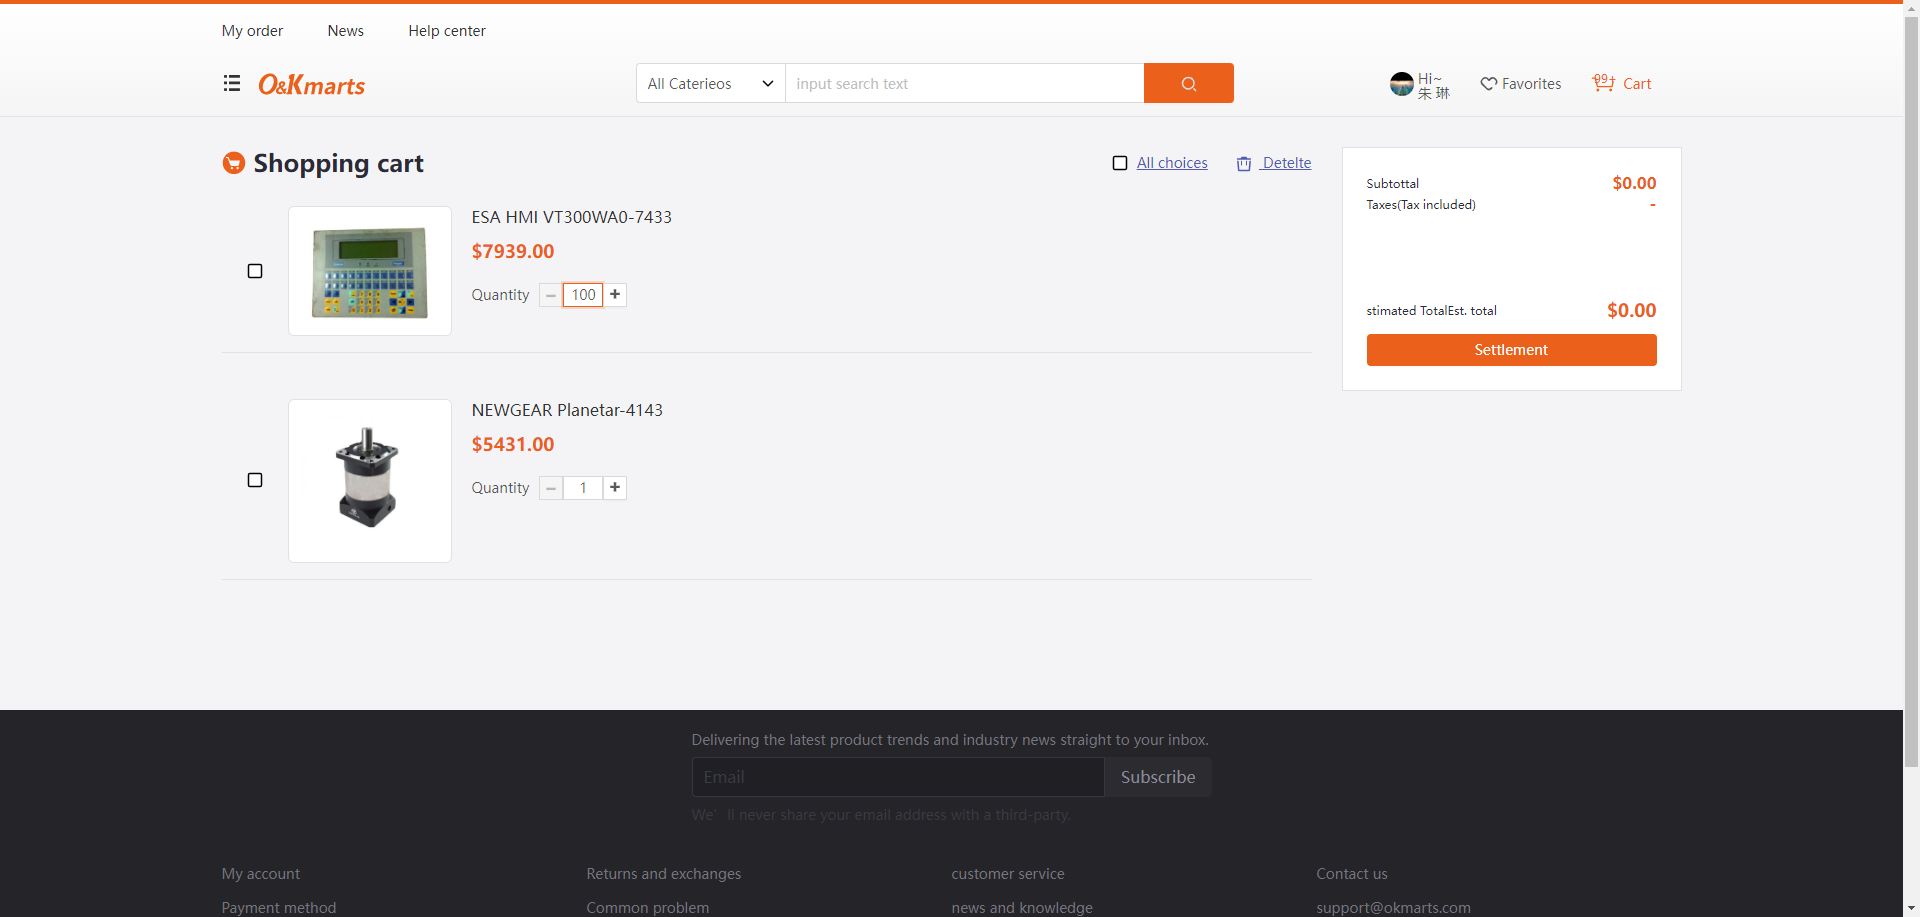 My order News Help center
O&Kmarts
All Caterieos
input search text
Hi~
朱 琳
Favorites
99+
Cart
Shopping cart
All choices
Detelte
ESA HMI VT300WA0-7433
$7939.00
Quantity − 100 +
NEWGEAR Planetar-4143
$5431.00
Quantity − 1 +
Subtottal $0.00
Taxes(Tax included) -
stimated TotalEst. total $0.00
Settlement
Delivering the latest product trends and industry news straight to your inbox.
Email
Subscribe
We’ ll never share your email address with a third-party.
My account Returns and exchanges customer service Contact us
Payment method Common problem news and knowledge support@okmarts.com